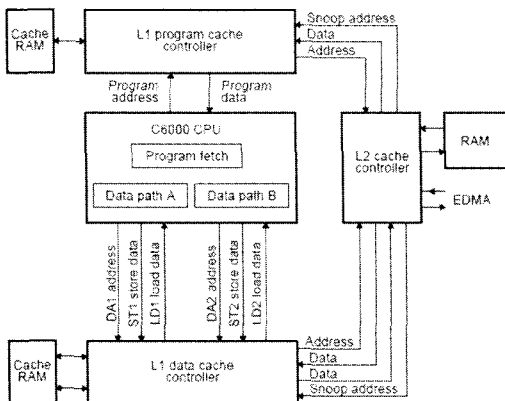 Cache
RAM
L1 program cache
controller
Snoop address
Data
Address
Program
address
Program
data
C6000 CPU
Program fetch
Data path A
Data path B
L2 cache
controller
RAM
EDMA
DA1 address
ST1 store data
LD1 load data
DA2 address
ST2 store data
LD2 load data
Cache
RAM
L1 data cache
controller
Address
Data
Data
Snoop address